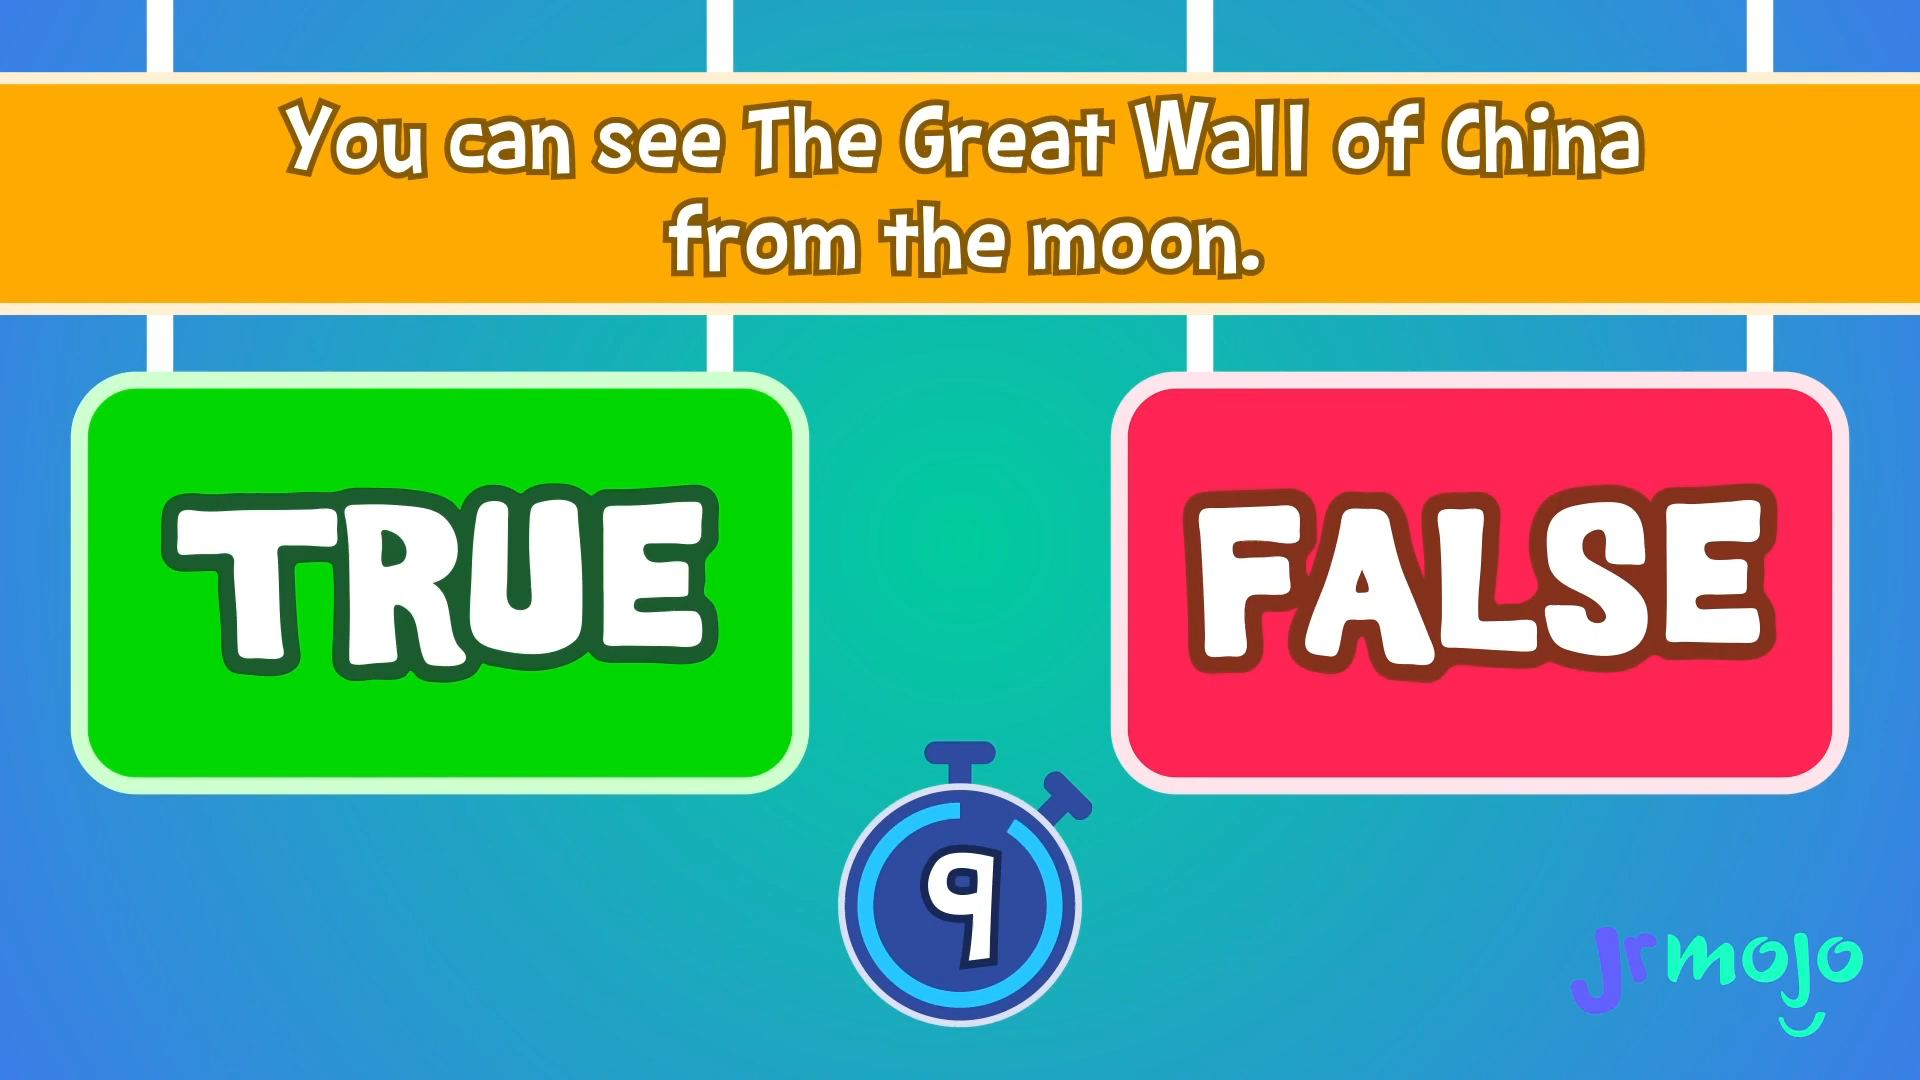 You can see The Great Wall of China
from the moon.
TRUE
FALSE
9
Jrmojo